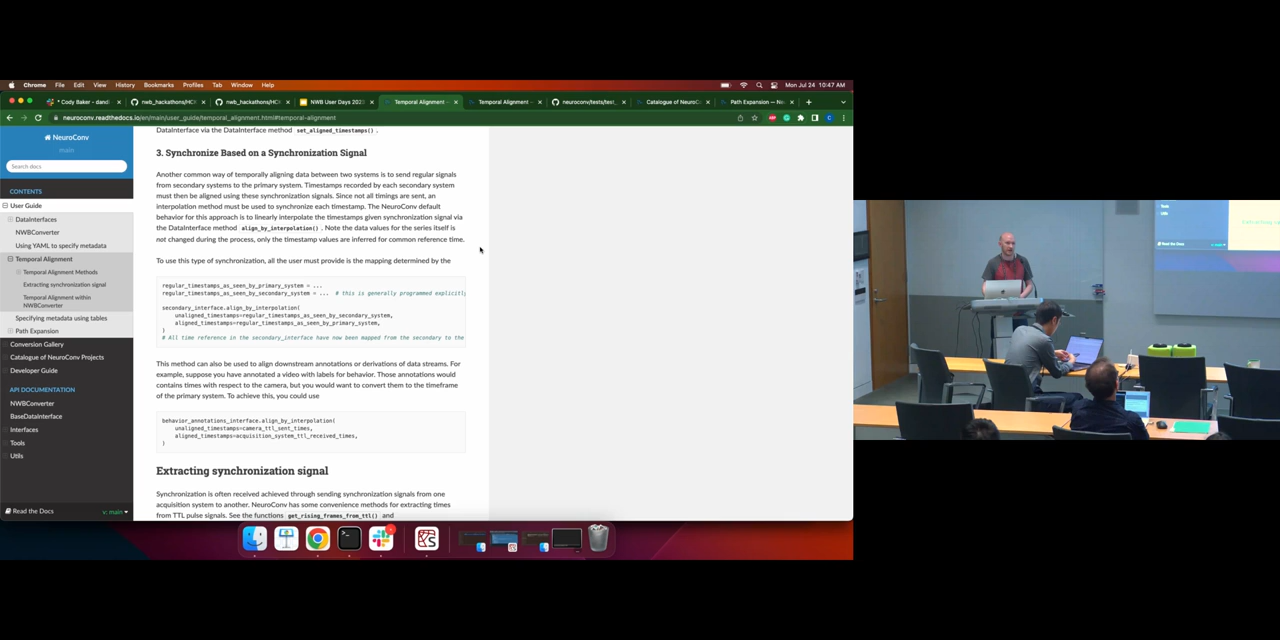 Chrome File Edit View History Bookmarks Profiles Tab Window Help
Mon Jul 24 10:47 AM
* Cody Baker - dandi
nwb_hackathons/HCK
nwb_hackathons/HCK
NWB User Days 2023
Temporal Alignment
Temporal Alignment
neuroconv/tests/test_
Catalogue of NeuroCo
Path Expansion — Ne
neuroconv.readthedocs.io/en/main/user_guide/temporal_alignment.html#temporal-alignment
NeuroConv
main
Search docs
CONTENTS
User Guide
DataInterfaces
NWBConverter
Using YAML to specify metadata
Temporal Alignment
Temporal Alignment Methods
Extracting synchronization signal
Temporal Alignment within
NWBConverter
Specifying metadata using tables
Path Expansion
Conversion Gallery
Catalogue of NeuroConv Projects
Developer Guide
API DOCUMENTATION
NWBConverter
BaseDataInterface
Interfaces
Tools
Utils
Read the Docs
v: main
DataInterface via the DataInterface method set_aligned_timestamps() .
3. Synchronize Based on a Synchronization Signal
Another common way of temporally aligning data between two systems is to send regular signals
from secondary systems to the primary system. Timestamps recorded by each secondary system
must then be aligned using these synchronization signals. Since not all timings are sent, an
interpolation method must be used to synchronize each timestamp. The NeuroConv default
behavior for this approach is to linearly interpolate the timestamps given synchronization signal via
the DataInterface method align_by_interpolation() . Note the data values for the series itself is
not changed during the process, only the timestamp values are inferred for common reference time.
To use this type of synchronization, all the user must provide is the mapping determined by the
regular_timestamps_as_seen_by_primary_system = ...
regular_timestamps_as_seen_by_secondary_system = ... # this is generally programmed explicitly
secondary_interface.align_by_interpolation(
unaligned_timestamps=regular_timestamps_as_seen_by_secondary_system,
aligned_timestamps=regular_timestamps_as_seen_by_primary_system,
)
# All time reference in the secondary_interface have now been mapped from the secondary to the
This method can also be used to align downstream annotations or derivations of data streams. For
example, suppose you have annotated a video with labels for behavior. Those annotations would
contains times with respect to the camera, but you would want to convert them to the timeframe
of the primary system. To achieve this, you could use
behavior_annotations_interface.align_by_interpolation(
unaligned_timestamps=camera_ttl_sent_times,
aligned_timestamps=acquisition_system_ttl_received_times,
)
Extracting synchronization signal
Synchronization is often received achieved through sending synchronization signals from one
acquisition system to another. NeuroConv has some convenience methods for extracting times
from TTL pulse signals. See the functions get_rising_frames_from_ttl() and